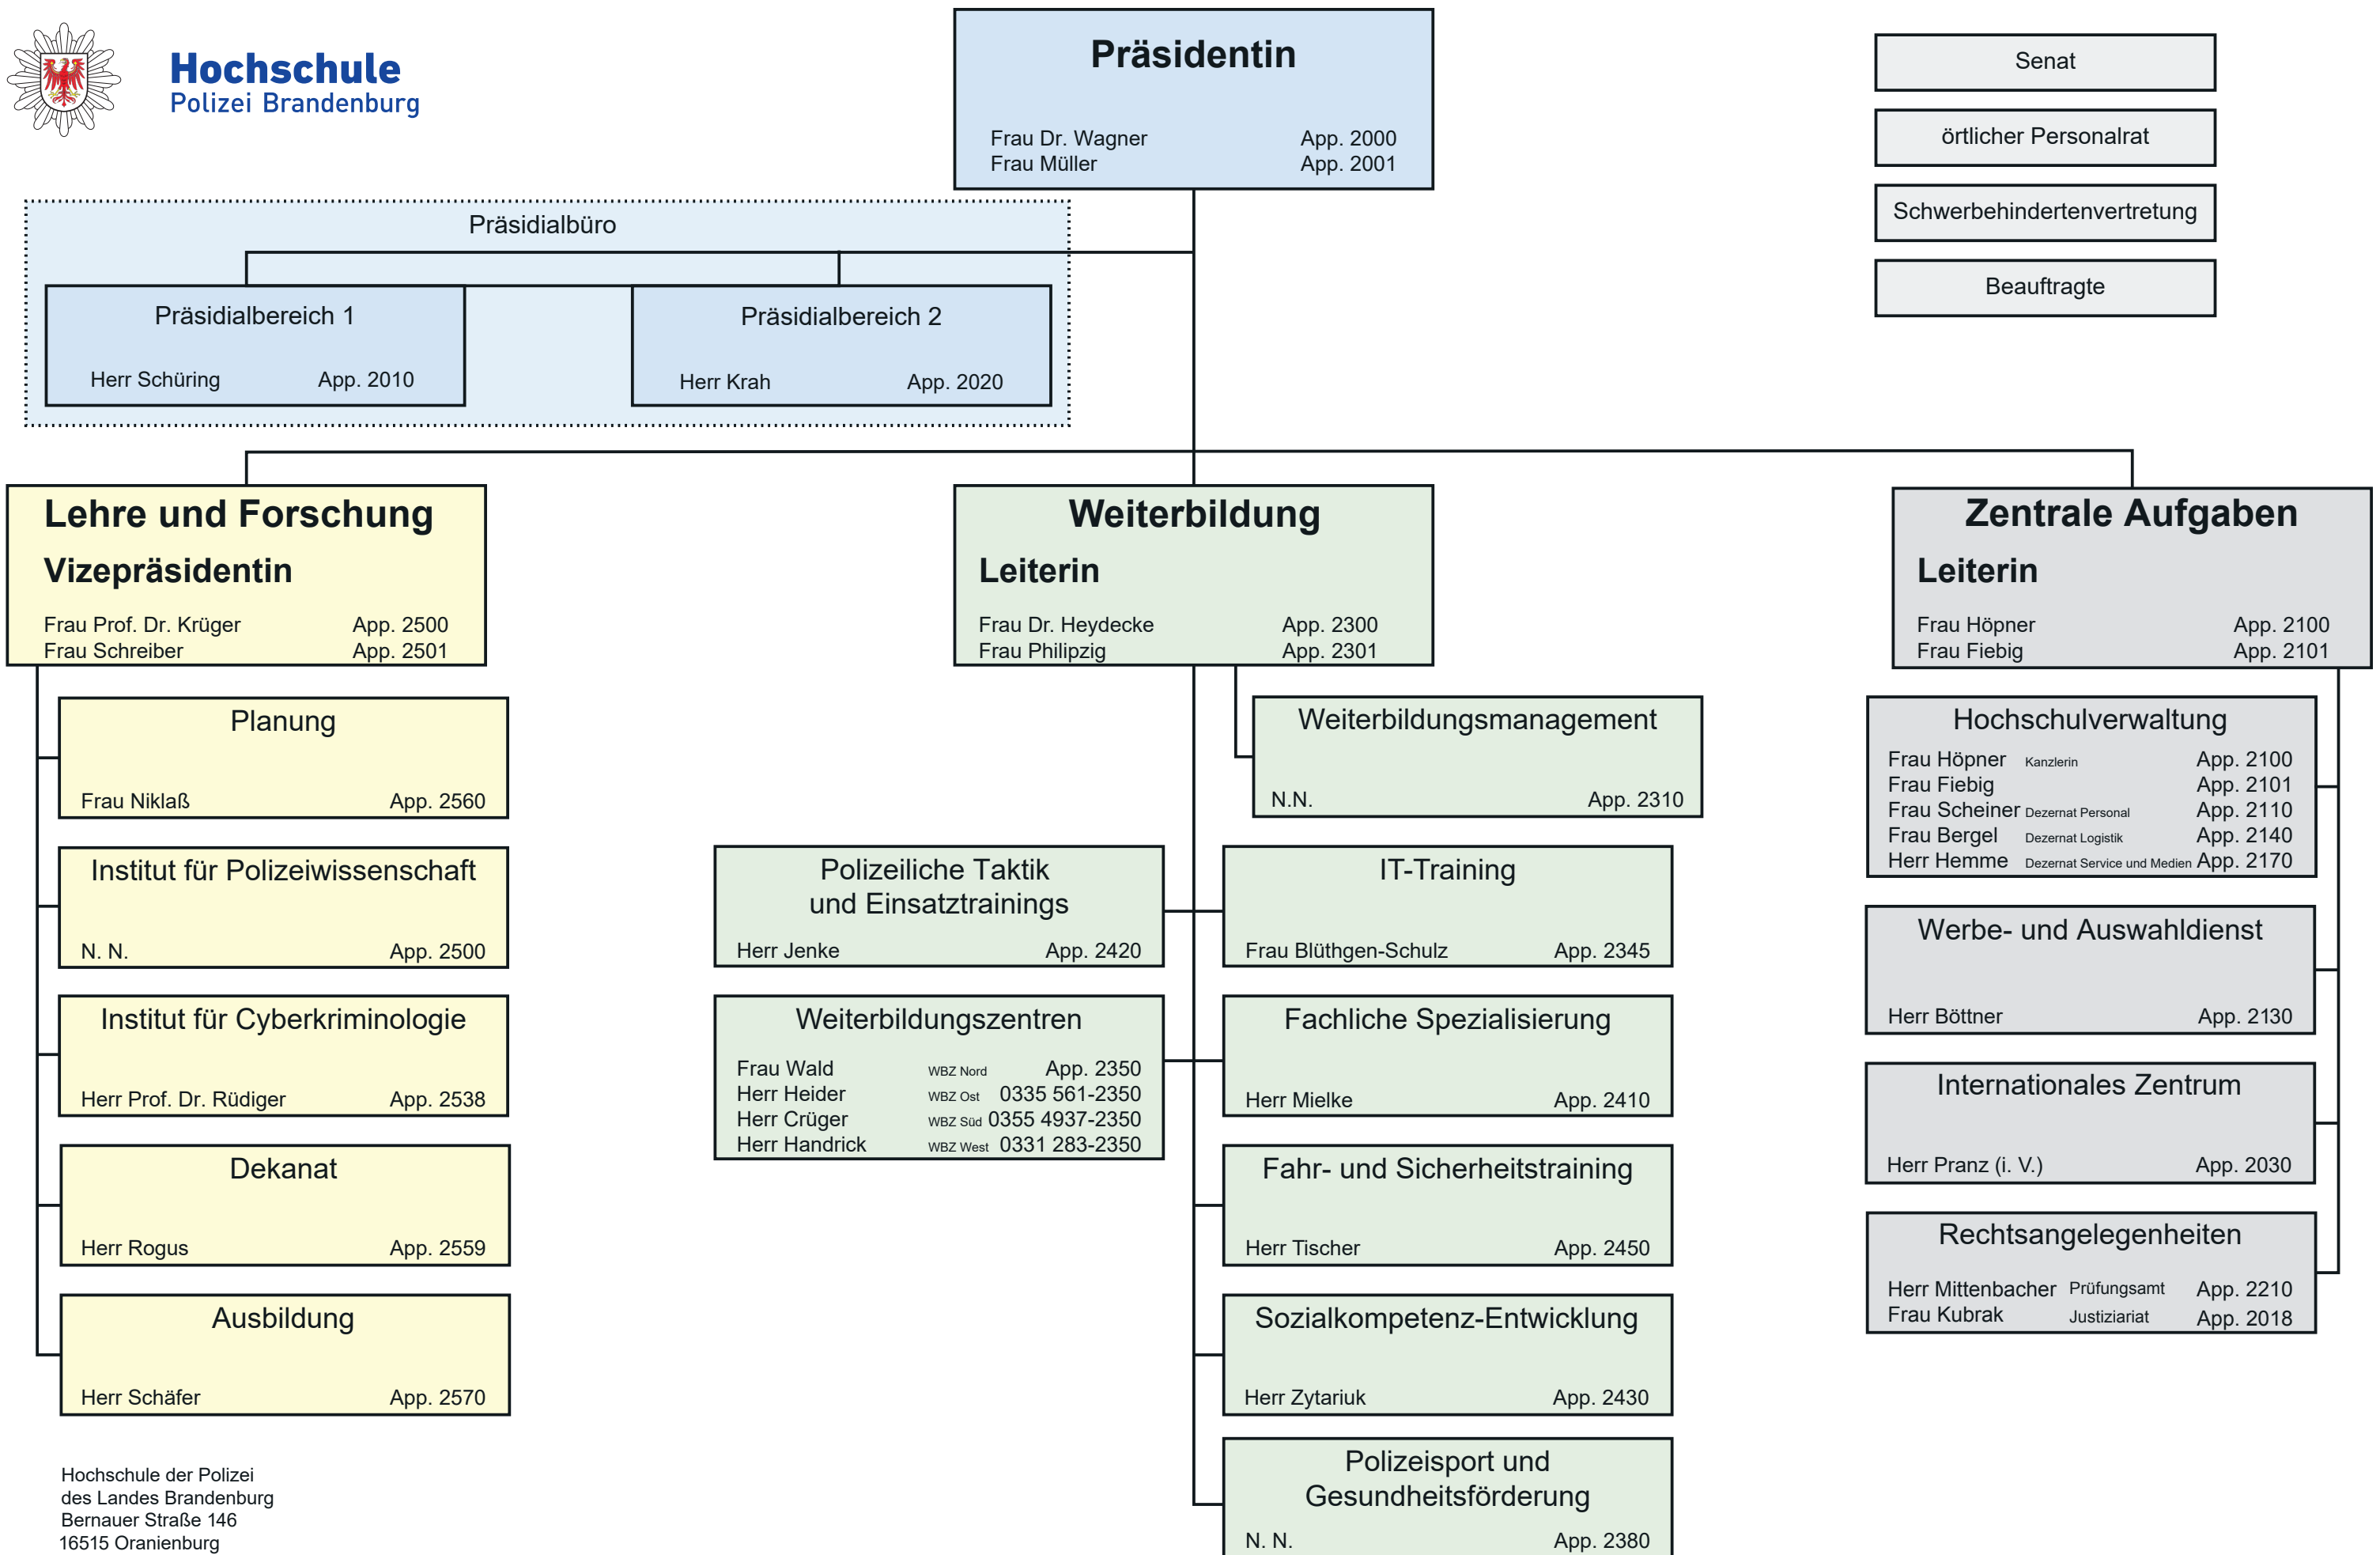 Hochschule
Polizei Brandenburg
Präsidentin
Frau Dr. Wagner App. 2000
Frau Müller App. 2001
Senat
örtlicher Personalrat
Schwerbehindertenvertretung
Beauftragte
Präsidialbüro
Präsidialbereich 1
Herr Schüring App. 2010
Präsidialbereich 2
Herr Krah App. 2020
Lehre und Forschung
Vizepräsidentin
Frau Prof. Dr. Krüger App. 2500
Frau Schreiber App. 2501
Planung
Frau Niklaß App. 2560
Institut für Polizeiwissenschaft
N. N. App. 2500
Institut für Cyberkriminologie
Herr Prof. Dr. Rüdiger App. 2538
Dekanat
Herr Rogus App. 2559
Ausbildung
Herr Schäfer App. 2570
Weiterbildung
Leiterin
Frau Dr. Heydecke App. 2300
Frau Philipzig App. 2301
Weiterbildungsmanagement
N.N. App. 2310
Polizeiliche Taktik
und Einsatztrainings
Herr Jenke App. 2420
Weiterbildungszentren
Frau Wald WBZ Nord App. 2350
Herr Heider WBZ Ost 0335 561-2350
Herr Crüger WBZ Süd 0355 4937-2350
Herr Handrick WBZ West 0331 283-2350
IT-Training
Frau Blüthgen-Schulz App. 2345
Fachliche Spezialisierung
Herr Mielke App. 2410
Fahr- und Sicherheitstraining
Herr Tischer App. 2450
Sozialkompetenz-Entwicklung
Herr Zytariuk App. 2430
Polizeisport und
Gesundheitsförderung
N. N. App. 2380
Zentrale Aufgaben
Leiterin
Frau Höpner App. 2100
Frau Fiebig App. 2101
Hochschulverwaltung
Frau Höpner Kanzlerin App. 2100
Frau Fiebig App. 2101
Frau Scheiner Dezernat Personal App. 2110
Frau Bergel Dezernat Logistik App. 2140
Herr Hemme Dezernat Service und Medien App. 2170
Werbe- und Auswahldienst
Herr Böttner App. 2130
Internationales Zentrum
Herr Pranz (i. V.) App. 2030
Rechtsangelegenheiten
Herr Mittenbacher Prüfungsamt App. 2210
Frau Kubrak Justiziariat App. 2018
Hochschule der Polizei
des Landes Brandenburg
Bernauer Straße 146
16515 Oranienburg